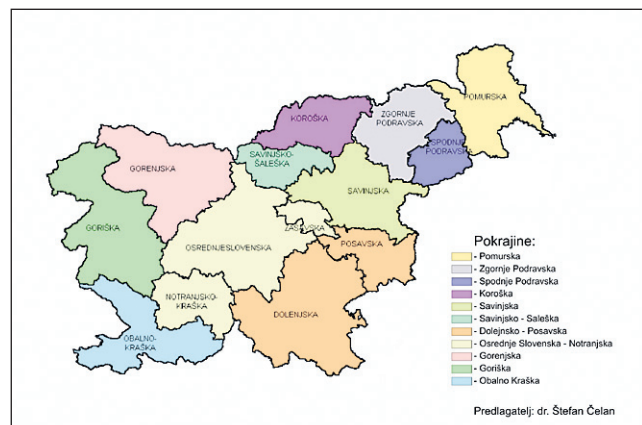 POMURSKA
ZGORNJE
PODRAVSKA
KOROŠKA
SPODNJE
PODRAVSKA
SAVINJSKO-
ŠALEŠKA
GORENJSKA
SAVINJSKA
GORIŠKA
ZASAVSKA
OSREDNJESLOVENSKA
POSAVSKA
NOTRANJSKO-
KRAŠKA
DOLENJSKA
OBALNO-
KRAŠKA
Pokrajine:
- Pomurska
- Zgornje Podravska
- Spodnje Podravska
- Koroška
- Savinjska
- Savinjsko - Saleška
- Dolejnsko - Posavska
- Osrednje Slovenska - Notranjska
- Gorenjska
- Goriška
- Obalno Kraška
Predlagatelj: dr. Štefan Čelan